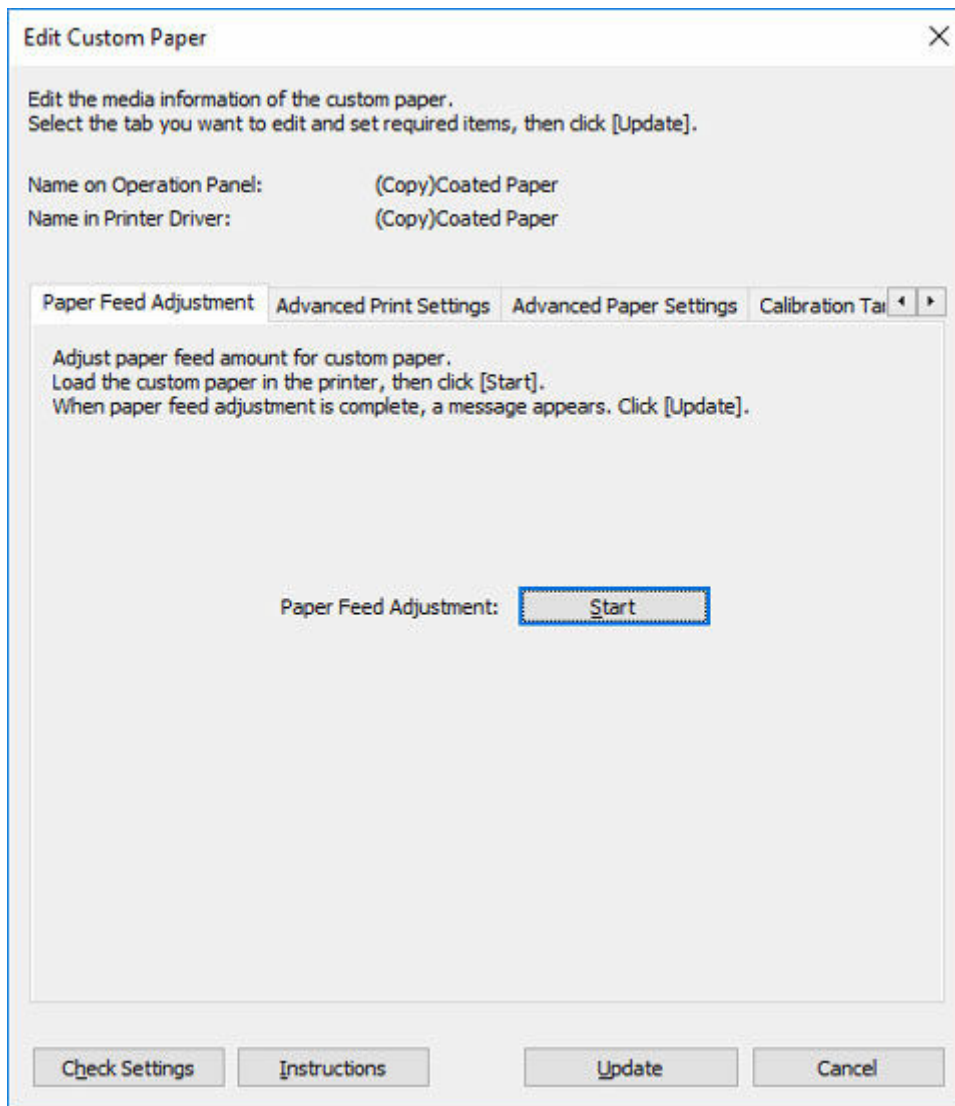 Edit Custom Paper
Edit the media information of the custom paper.
Select the tab you want to edit and set required items, then click [Update].
Name on Operation Panel: (Copy)Coated Paper
Name in Printer Driver: (Copy)Coated Paper
Paper Feed Adjustment Advanced Print Settings Advanced Paper Settings Calibration Tar
Adjust paper feed amount for custom paper.
Load the custom paper in the printer, then click [Start].
When paper feed adjustment is complete, a message appears. Click [Update].
Paper Feed Adjustment: Start
Check Settings Instructions Update Cancel